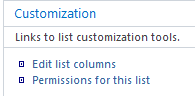 Customization
Links to list customization tools.
Edit list columns
Permissions for this list